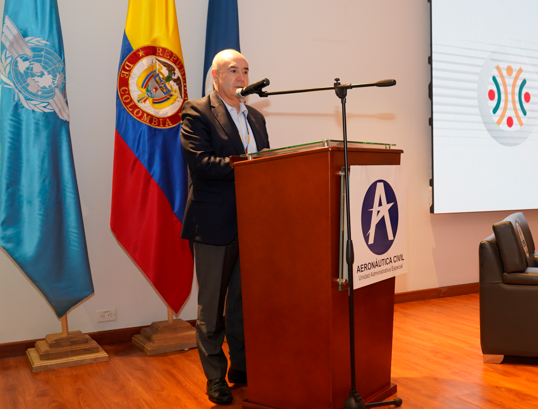 REPUBLICA
DE COLOMBIA
AERONÁUTICA CIVIL
Unidad Administrativa Especial